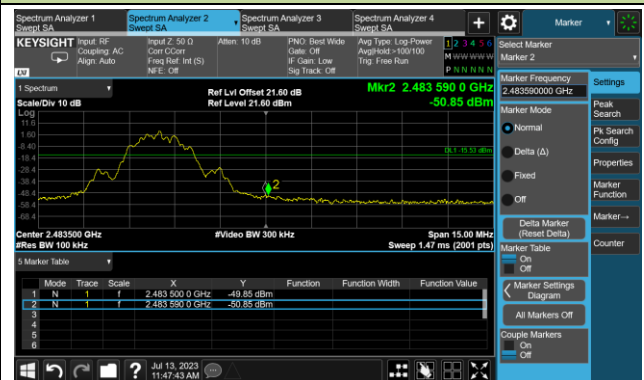 Spectrum Analyzer 1
Swept SA
Spectrum Analyzer 2
Swept SA
Spectrum Analyzer 3
Swept SA
Spectrum Analyzer 4
Swept SA
Marker
KEYSIGHT
Input: RF
Coupling: AC
Align: Auto
Input Z: 50 Ω
Corr CCorr
Freq Ref: Int (S)
NFE: Off
Atten: 10 dB
PNO: Best Wide
Gate: Off
IF Gain: Low
Sig Track: Off
Avg Type: Log-Power
Avg|Hold:>100/100
Trig: Free Run
1 2 3 4 5 6
M W W W W W
P N N N N N
LXI
Select Marker
Marker 2
1 Spectrum
Scale/Div 10 dB
Ref Lvl Offset 21.60 dB
Ref Level 21.60 dBm
Mkr2 2.483 590 0 GHz
-50.85 dBm
Log
11.6
1.60
-8.40
-18.4
-28.4
-38.4
-48.4
-58.4
-68.4
DL1 -15.53 dBm
2
Center 2.483500 GHz
#Res BW 100 kHz
#Video BW 300 kHz
Span 15.00 MHz
Sweep 1.47 ms (2001 pts)
5 Marker Table
Mode Trace Scale X Y Function Function Width Function Value
1 N 1 f 2.483 500 0 GHz -49.85 dBm
2 N 1 f 2.483 590 0 GHz -50.85 dBm
3
4
5
6
Marker Frequency
2.483590000 GHz
Marker Mode
Normal
Delta (Δ)
Fixed
Off
Delta Marker
(Reset Delta)
Marker Table
On
Off
Marker Settings
Diagram
All Markers Off
Couple Markers
On
Off
Settings
Peak
Search
Pk Search
Config
Properties
Marker
Function
Marker→
Counter
Jul 13, 2023
11:47:43 AM